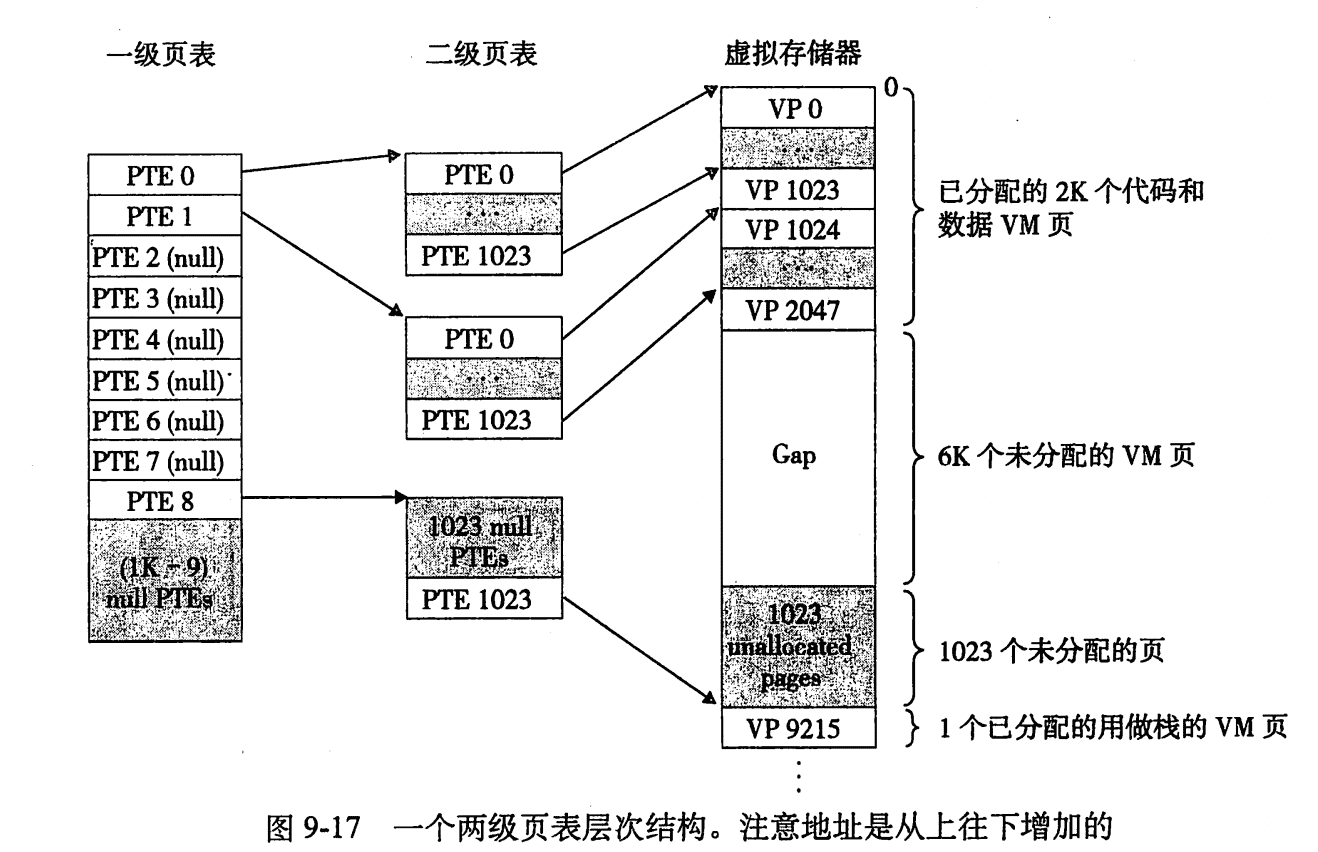 一级页表
PTE 0
PTE 1
PTE 2 (null)
PTE 3 (null)
PTE 4 (null)
PTE 5 (null)
PTE 6 (null)
PTE 7 (null)
PTE 8
(1K - 9)
null PTEs
二级页表
PTE 0
...
PTE 1023
PTE 0
...
PTE 1023
1023 null
PTEs
PTE 1023
虚拟存储器
0
VP 0
...
VP 1023
VP 1024
...
VP 2047
Gap
1023
unallocated
pages
VP 9215
已分配的 2K 个代码和
数据 VM 页
6K 个未分配的 VM 页
1023 个未分配的页
1 个已分配的用做栈的 VM 页
图 9-17 一个两级页表层次结构。注意地址是从上往下增加的